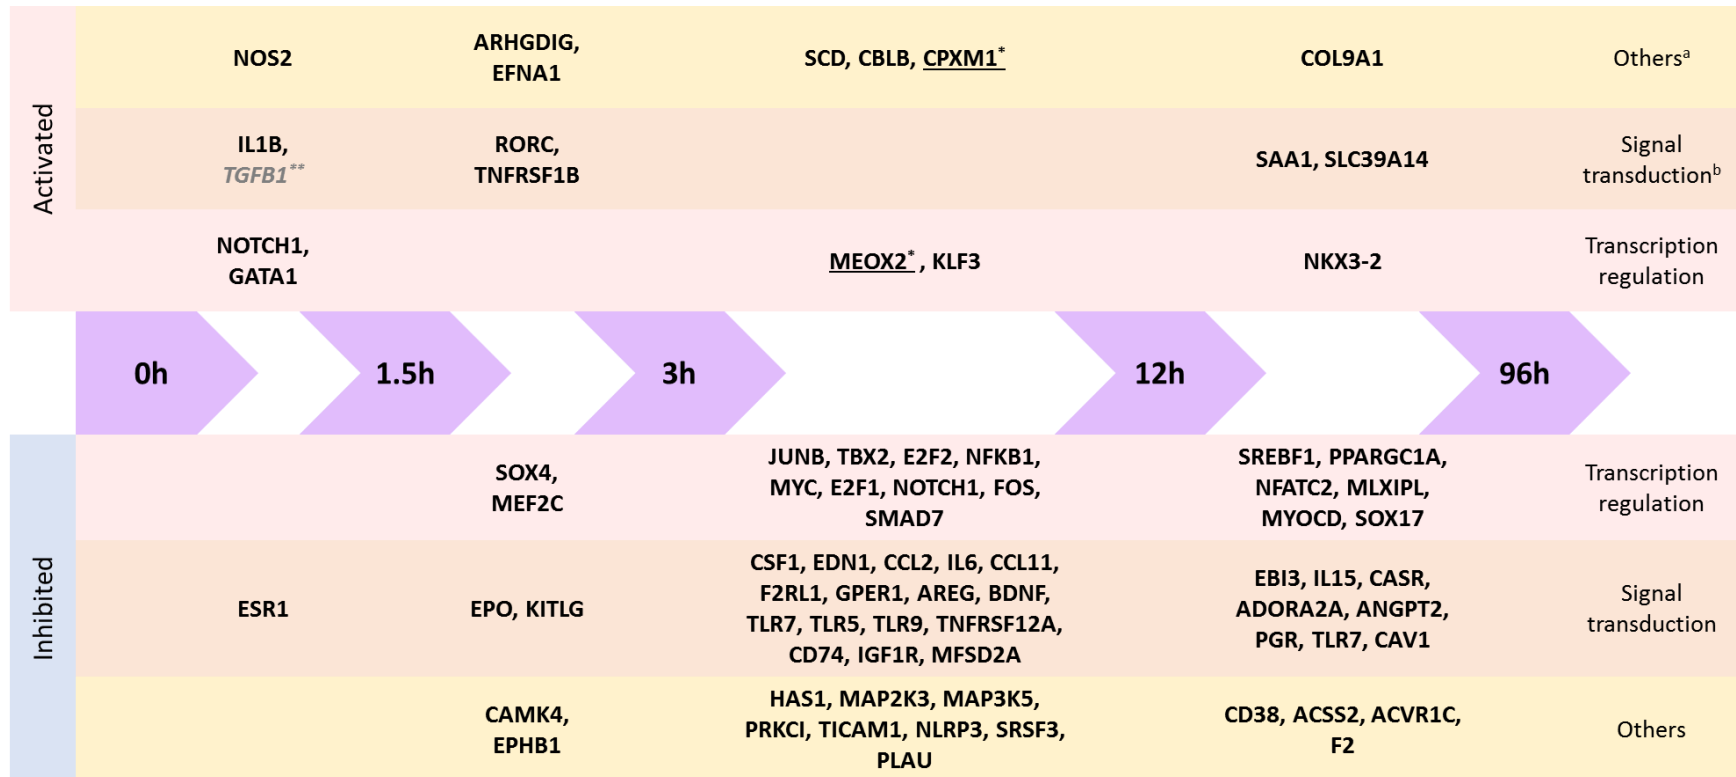 Activated
NOS2
ARHGDIG,
EFNA1
SCD, CBLB, CPXM1*
COL9A1
Othersᵃ
IL1B,
TGFB1**
RORC,
TNFRSF1B
SAA1, SLC39A14
Signal
transductionᵇ
NOTCH1,
GATA1
MEOX2* , KLF3
NKX3-2
Transcription
regulation
0h
1.5h
3h
12h
96h
Inhibited
SOX4,
MEF2C
JUNB, TBX2, E2F2, NFKB1,
MYC, E2F1, NOTCH1, FOS,
SMAD7
SREBF1, PPARGC1A,
NFATC2, MLXIPL,
MYOCD, SOX17
Transcription
regulation
ESR1
EPO, KITLG
CSF1, EDN1, CCL2, IL6, CCL11,
F2RL1, GPER1, AREG, BDNF,
TLR7, TLR5, TLR9, TNFRSF12A,
CD74, IGF1R, MFSD2A
EBI3, IL15, CASR,
ADORA2A, ANGPT2,
PGR, TLR7, CAV1
Signal
transduction
CAMK4,
EPHB1
HAS1, MAP2K3, MAP3K5,
PRKCI, TICAM1, NLRP3, SRSF3,
PLAU
CD38, ACSS2, ACVR1C,
F2
Others